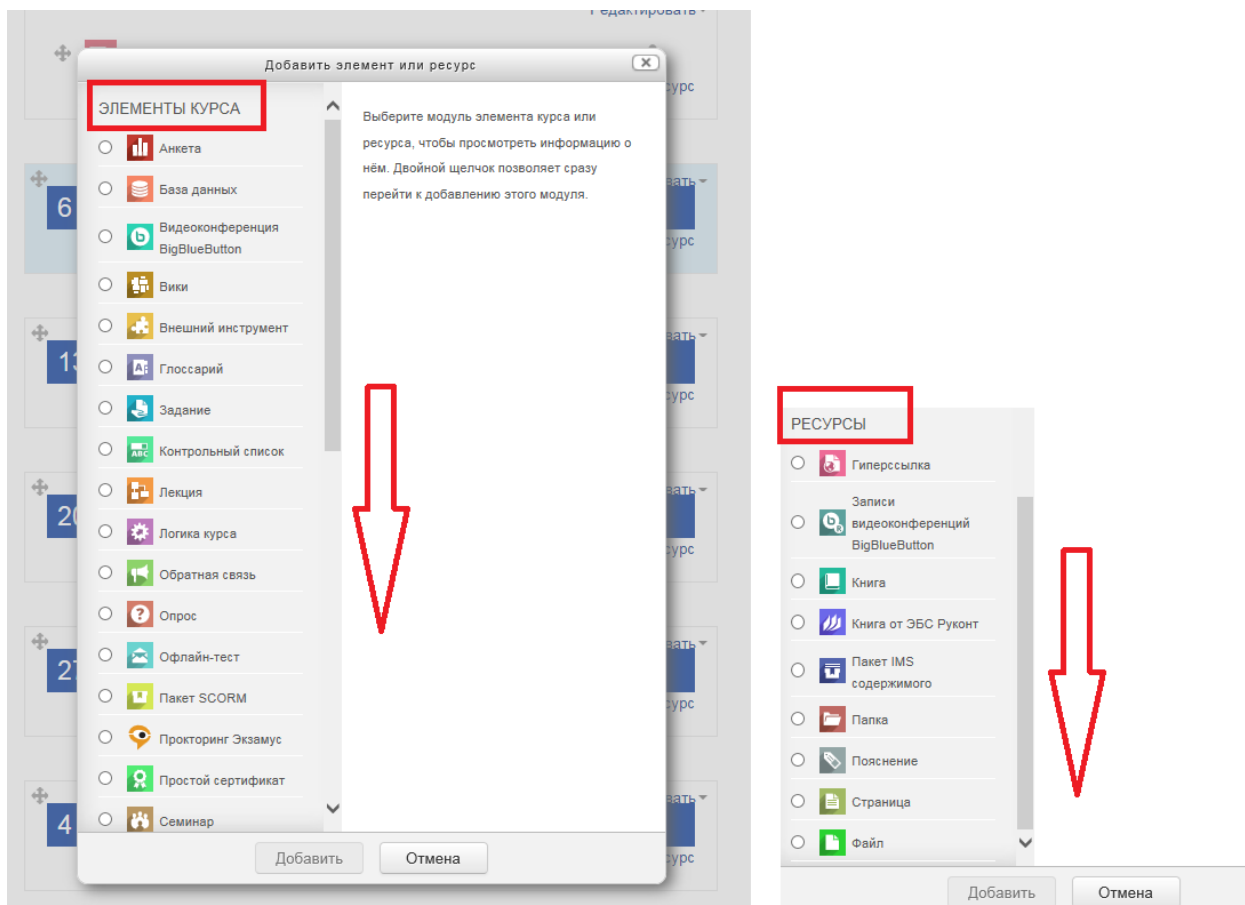 Редактировать
Добавить элемент или ресурс
ЭЛЕМЕНТЫ КУРСА
Анкета
База данных
Видеоконференция
BigBlueButton
Вики
Внешний инструмент
Глоссарий
Задание
Контрольный список
Лекция
Логика курса
Обратная связь
Опрос
Офлайн-тест
Пакет SCORM
Прокторинг Экзамус
Простой сертификат
Семинар
Выберите модуль элемента курса или
ресурса, чтобы просмотреть информацию о
нём. Двойной щелчок позволяет сразу
перейти к добавлению этого модуля.
Добавить
Отмена
6
20
4
РЕСУРСЫ
Гиперссылка
Записи
видеоконференций
BigBlueButton
Книга
Книга от ЭБС Руконт
Пакет IMS
содержимого
Папка
Пояснение
Страница
Файл
Добавить
Отмена